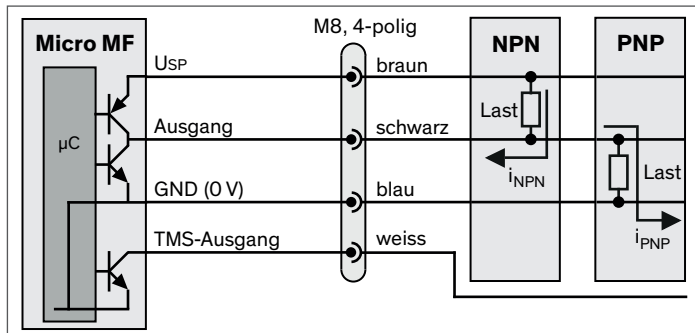 Micro MF
M8, 4-polig
NPN
PNP
USP
braun
Last
µC
Ausgang
schwarz
Last
GND (0 V)
blau
iNPN
TMS-Ausgang
weiss
iPNP